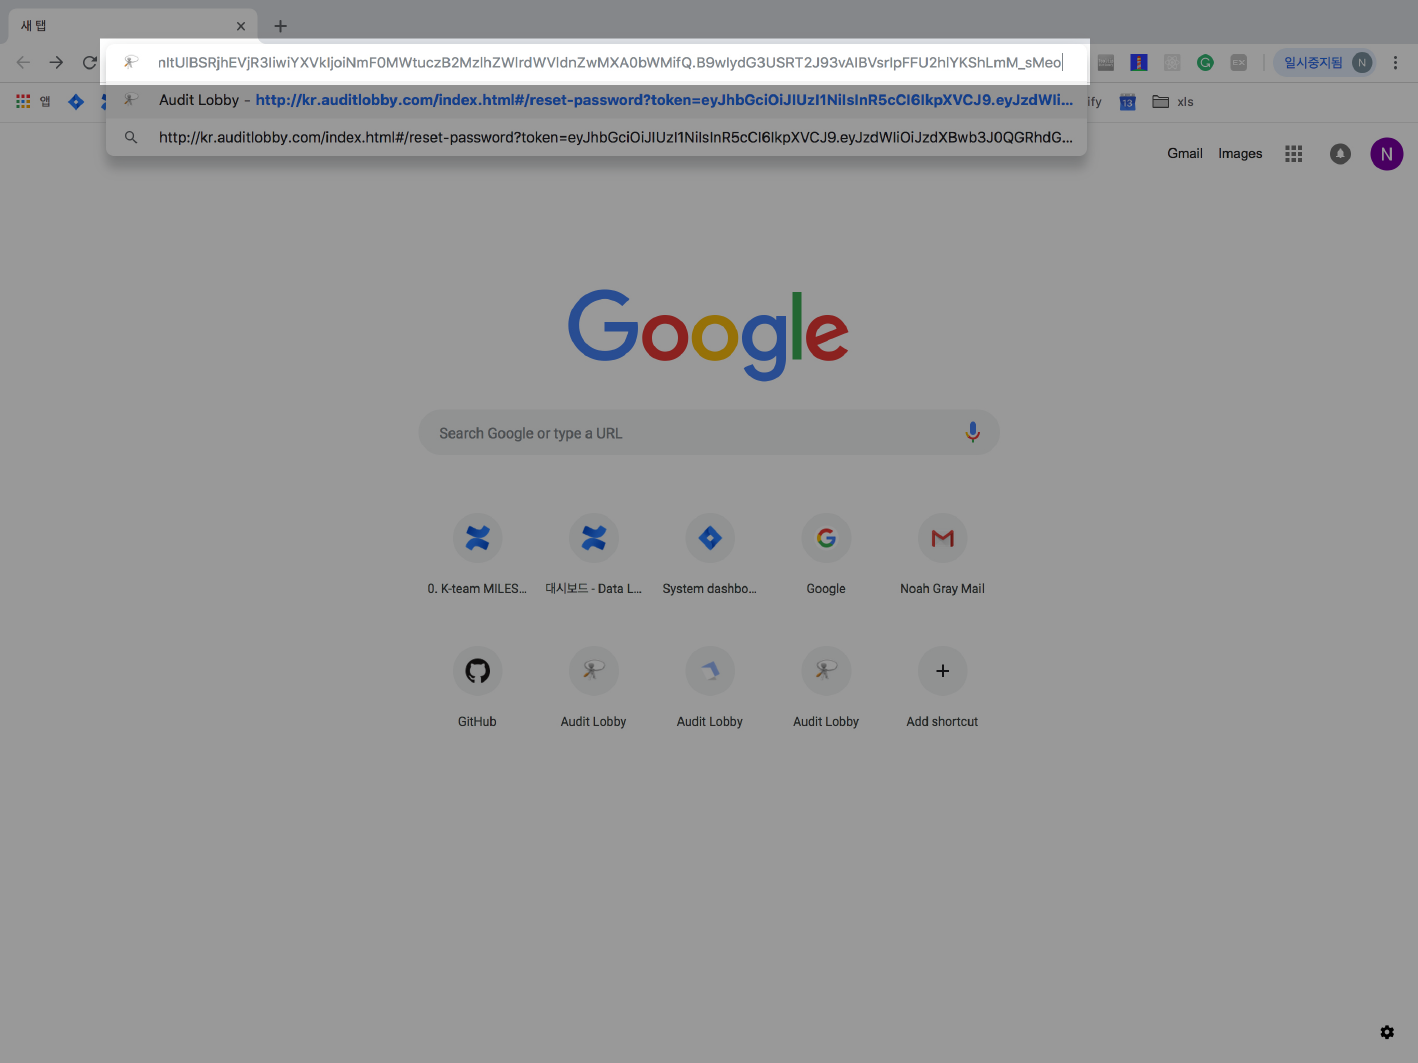 새 탭
nItUlBSRjhEVjR3IiwiYXVkIjoiNmF0MWtuczB2MzlhZWlrdWVldnZwMXA0bWMifQ.B9wIydG3USRT2J93vAIBVsrlpFFU2hlYKShLmM_sMeo
일시중지됨 N
앱
Audit Lobby - http://kr.auditlobby.com/index.html#/reset-password?token=eyJhbGciOiJIUzI1NiIsInR5cCI6IkpXVCJ9.eyJzdWIi...
ify 13 xls
http://kr.auditlobby.com/index.html#/reset-password?token=eyJhbGciOiJIUzI1NiIsInR5cCI6IkpXVCJ9.eyJzdWIiOiJzdXBwb3J0QGRhdG...
Gmail Images N
Google
Search Google or type a URL
0. K-team MILES... 대시보드 - Data L... System dashbo... Google Noah Gray Mail
GitHub Audit Lobby Audit Lobby Audit Lobby Add shortcut